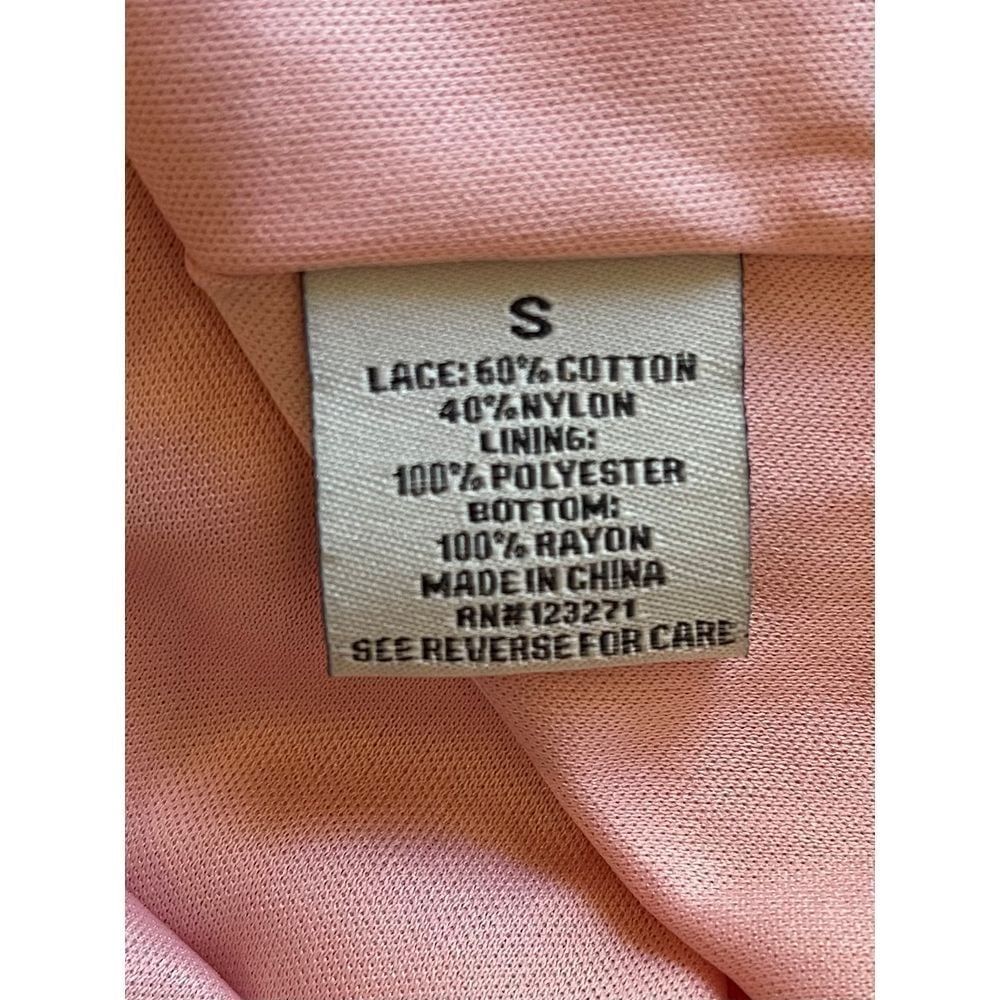 S
LACE: 60% COTTON
40% NYLON
LINING:
100% POLYESTER
BOTTOM:
100% RAYON
MADE IN CHINA
RN#123271
SEE REVERSE FOR CARE